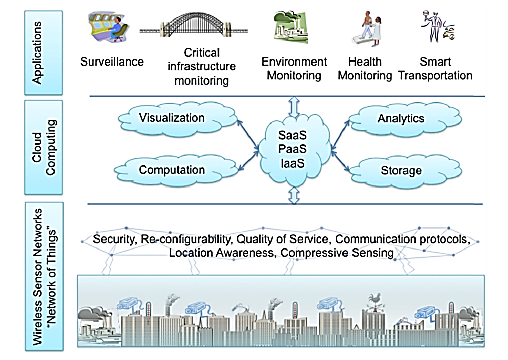 Applications
Surveillance
Critical
infrastructure
monitoring
Environment
Monitoring
Health
Monitoring
Smart
Transportation
Cloud
Computing
Visualization
Computation
SaaS
PaaS
IaaS
Analytics
Storage
Wireless Sensor Networks
"Network of Things"
Security, Re-configurability, Quality of Service, Communication protocols,
Location Awareness, Compressive Sensing